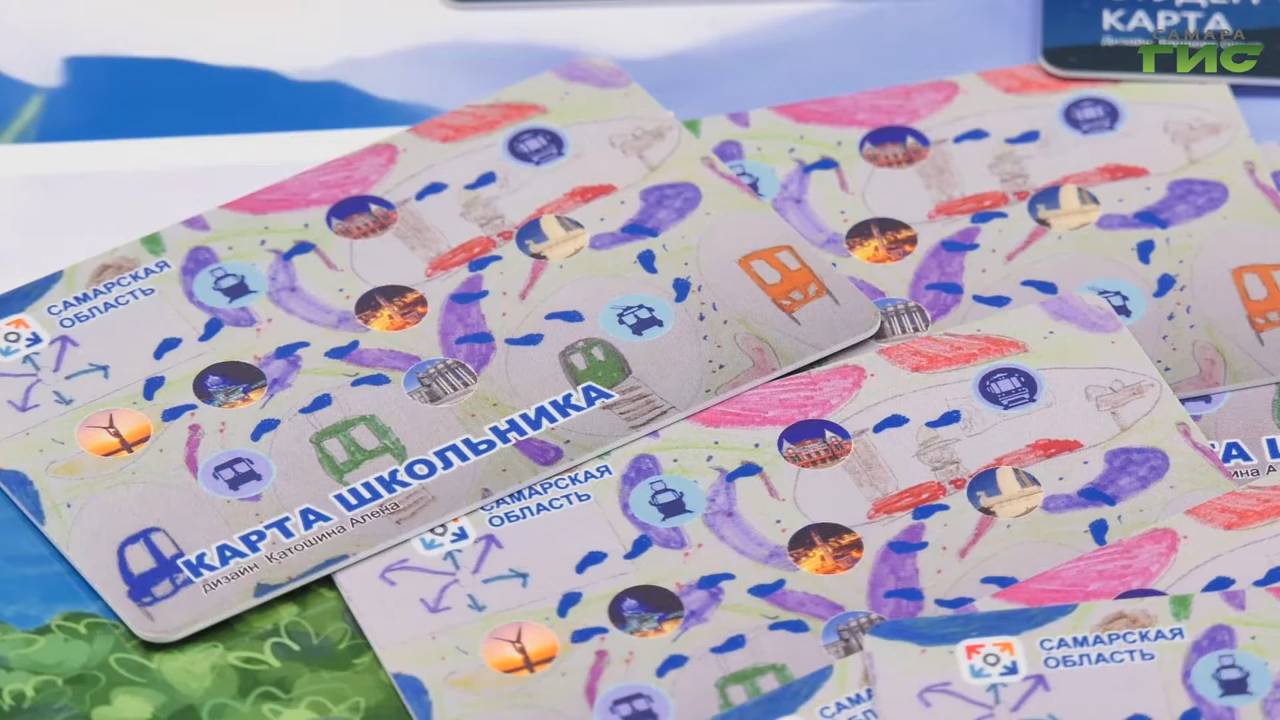 КАРТА
САМАРА
ГИС
САМАРСКАЯ
ОБЛАСТЬ
КАРТА ШКОЛЬНИКА
дизайн Катошина Алена
САМАРСКАЯ
ОБЛАСТЬ
САМАРСКАЯ
ОБЛАСТЬ